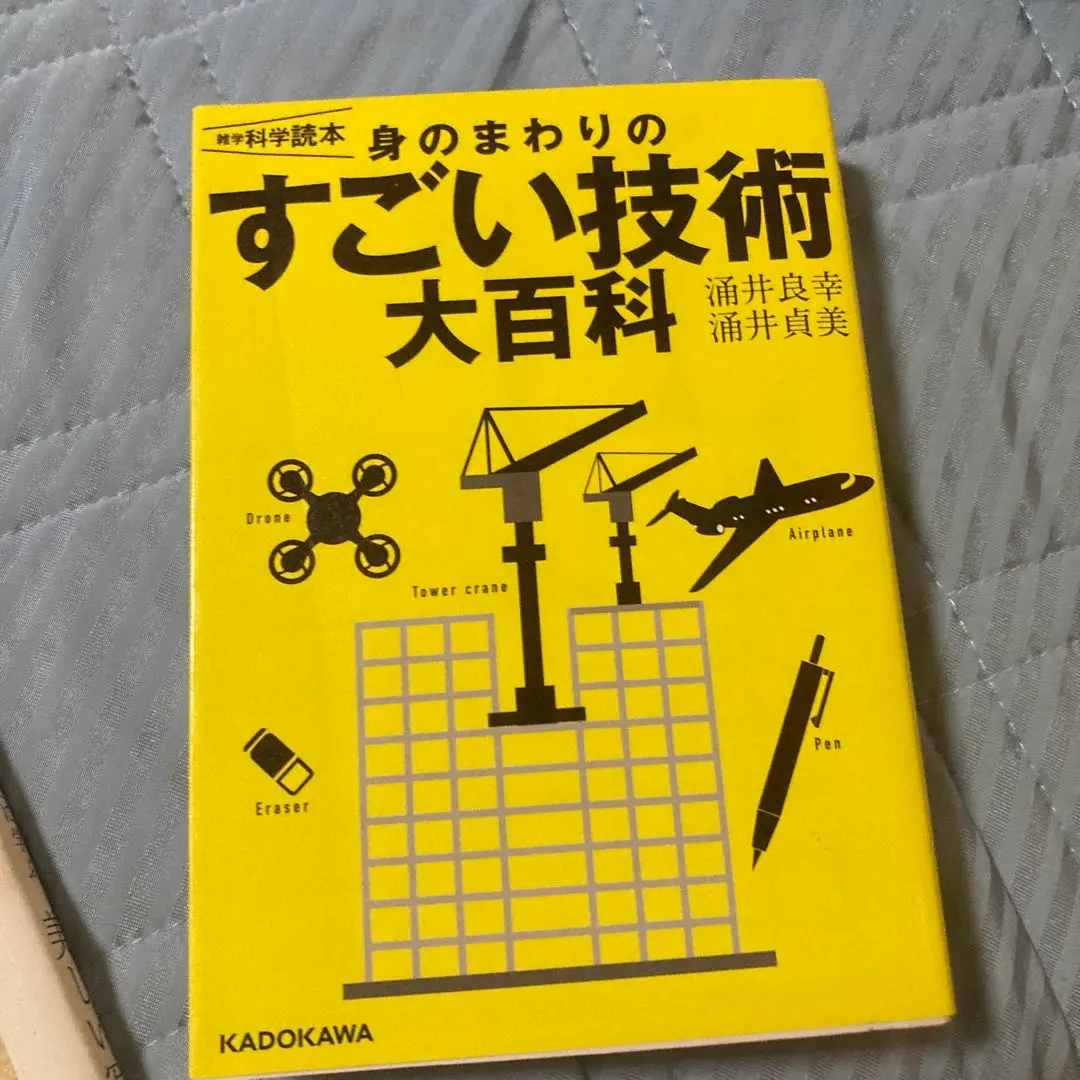 雑学科学読本
身のまわりの
すごい技術
大百科
涌井良幸
涌井貞美
Drone
Airplane
Tower crane
Pen
Eraser
KADOKAWA